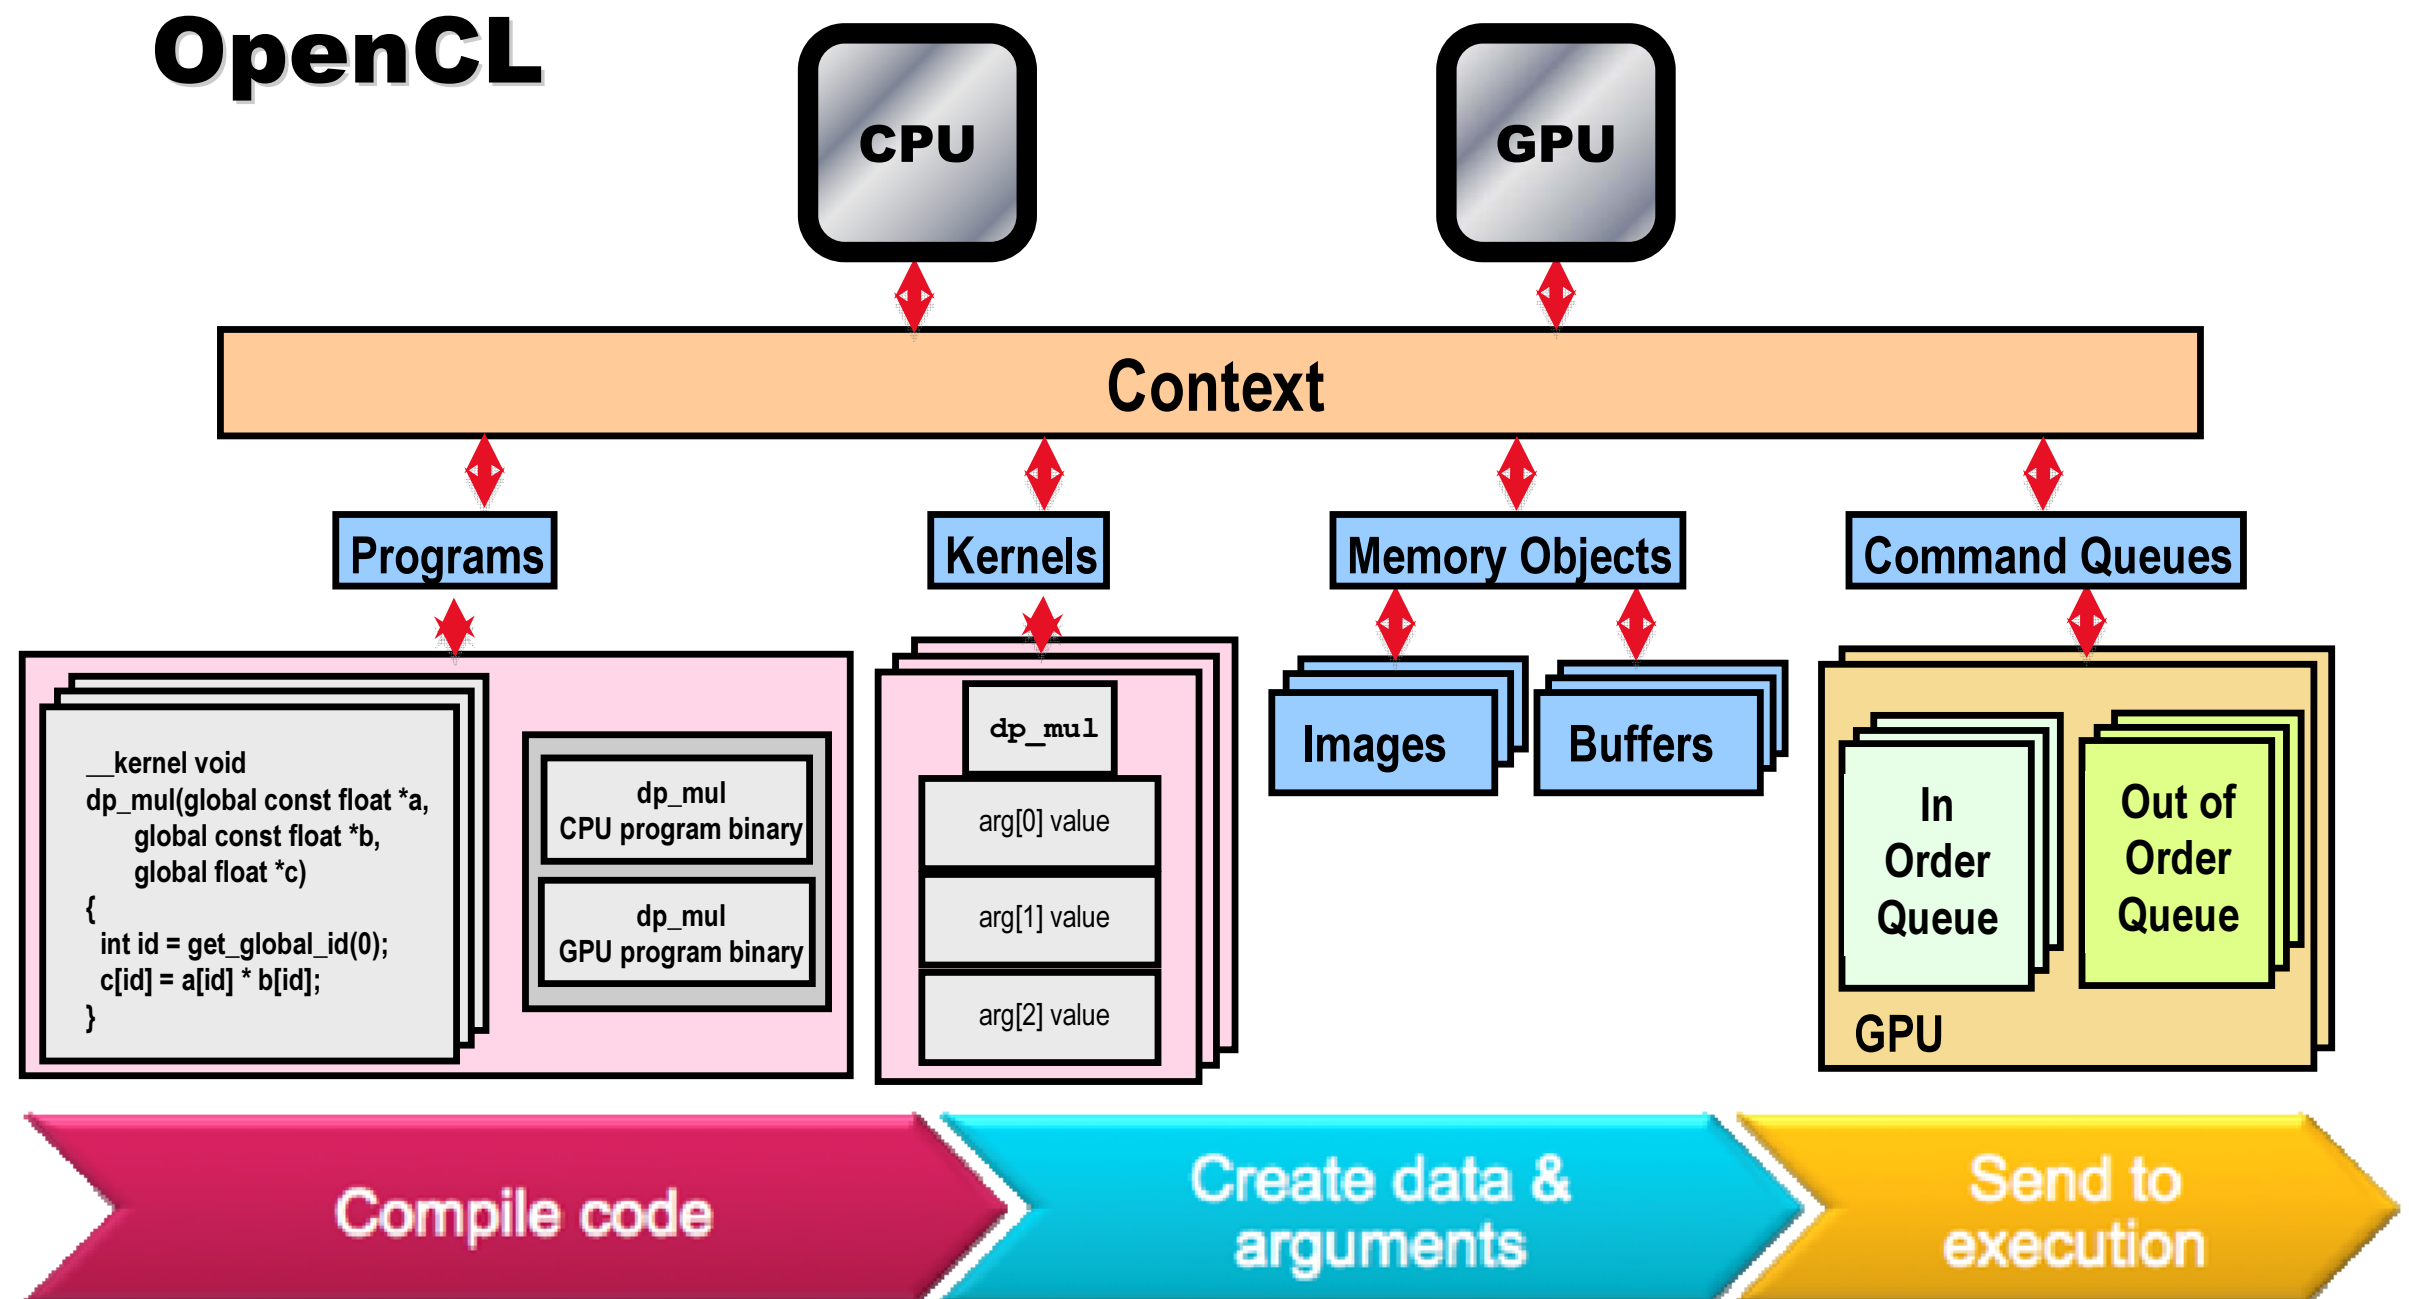 OpenCL
CPU
GPU
Context
Programs
Kernels
Memory Objects
Command Queues
__kernel void
dp_mul(global const float *a,
global const float *b,
global float *c)
{
int id = get_global_id(0);
c[id] = a[id] * b[id];
}
dp_mul
CPU program binary
dp_mul
GPU program binary
dp_mul
arg[0] value
arg[1] value
arg[2] value
Images
Buffers
In
Order
Queue
Out of
Order
Queue
GPU
Compile code
Create data &
arguments
Send to
execution